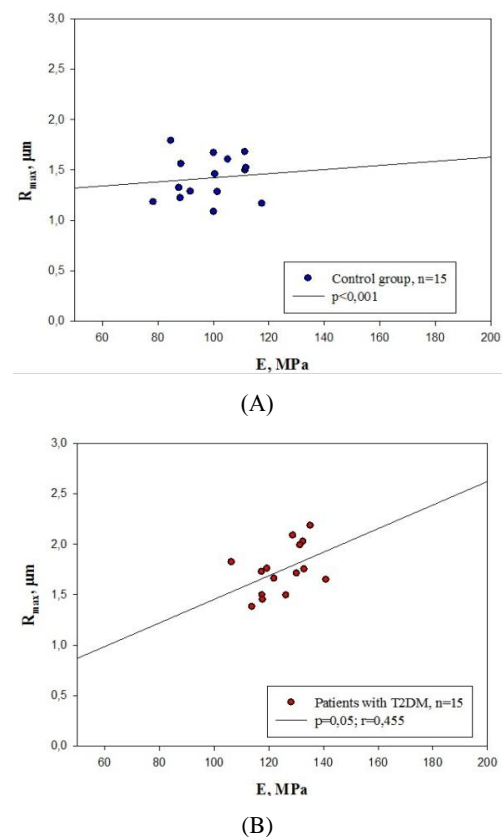 3,0
2,5
2,0
1,5
1,0
0,5
0,0
Rmax, μm
Control group, n=15
p<0,001
60 80 100 120 140 160 180 200
E, MPa
(A)
3,0
2,5
2,0
1,5
1,0
0,5
0,0
Rmax, μm
Patients with T2DM, n=15
p=0,05; r=0,455
60 80 100 120 140 160 180 200
E, MPa
(B)